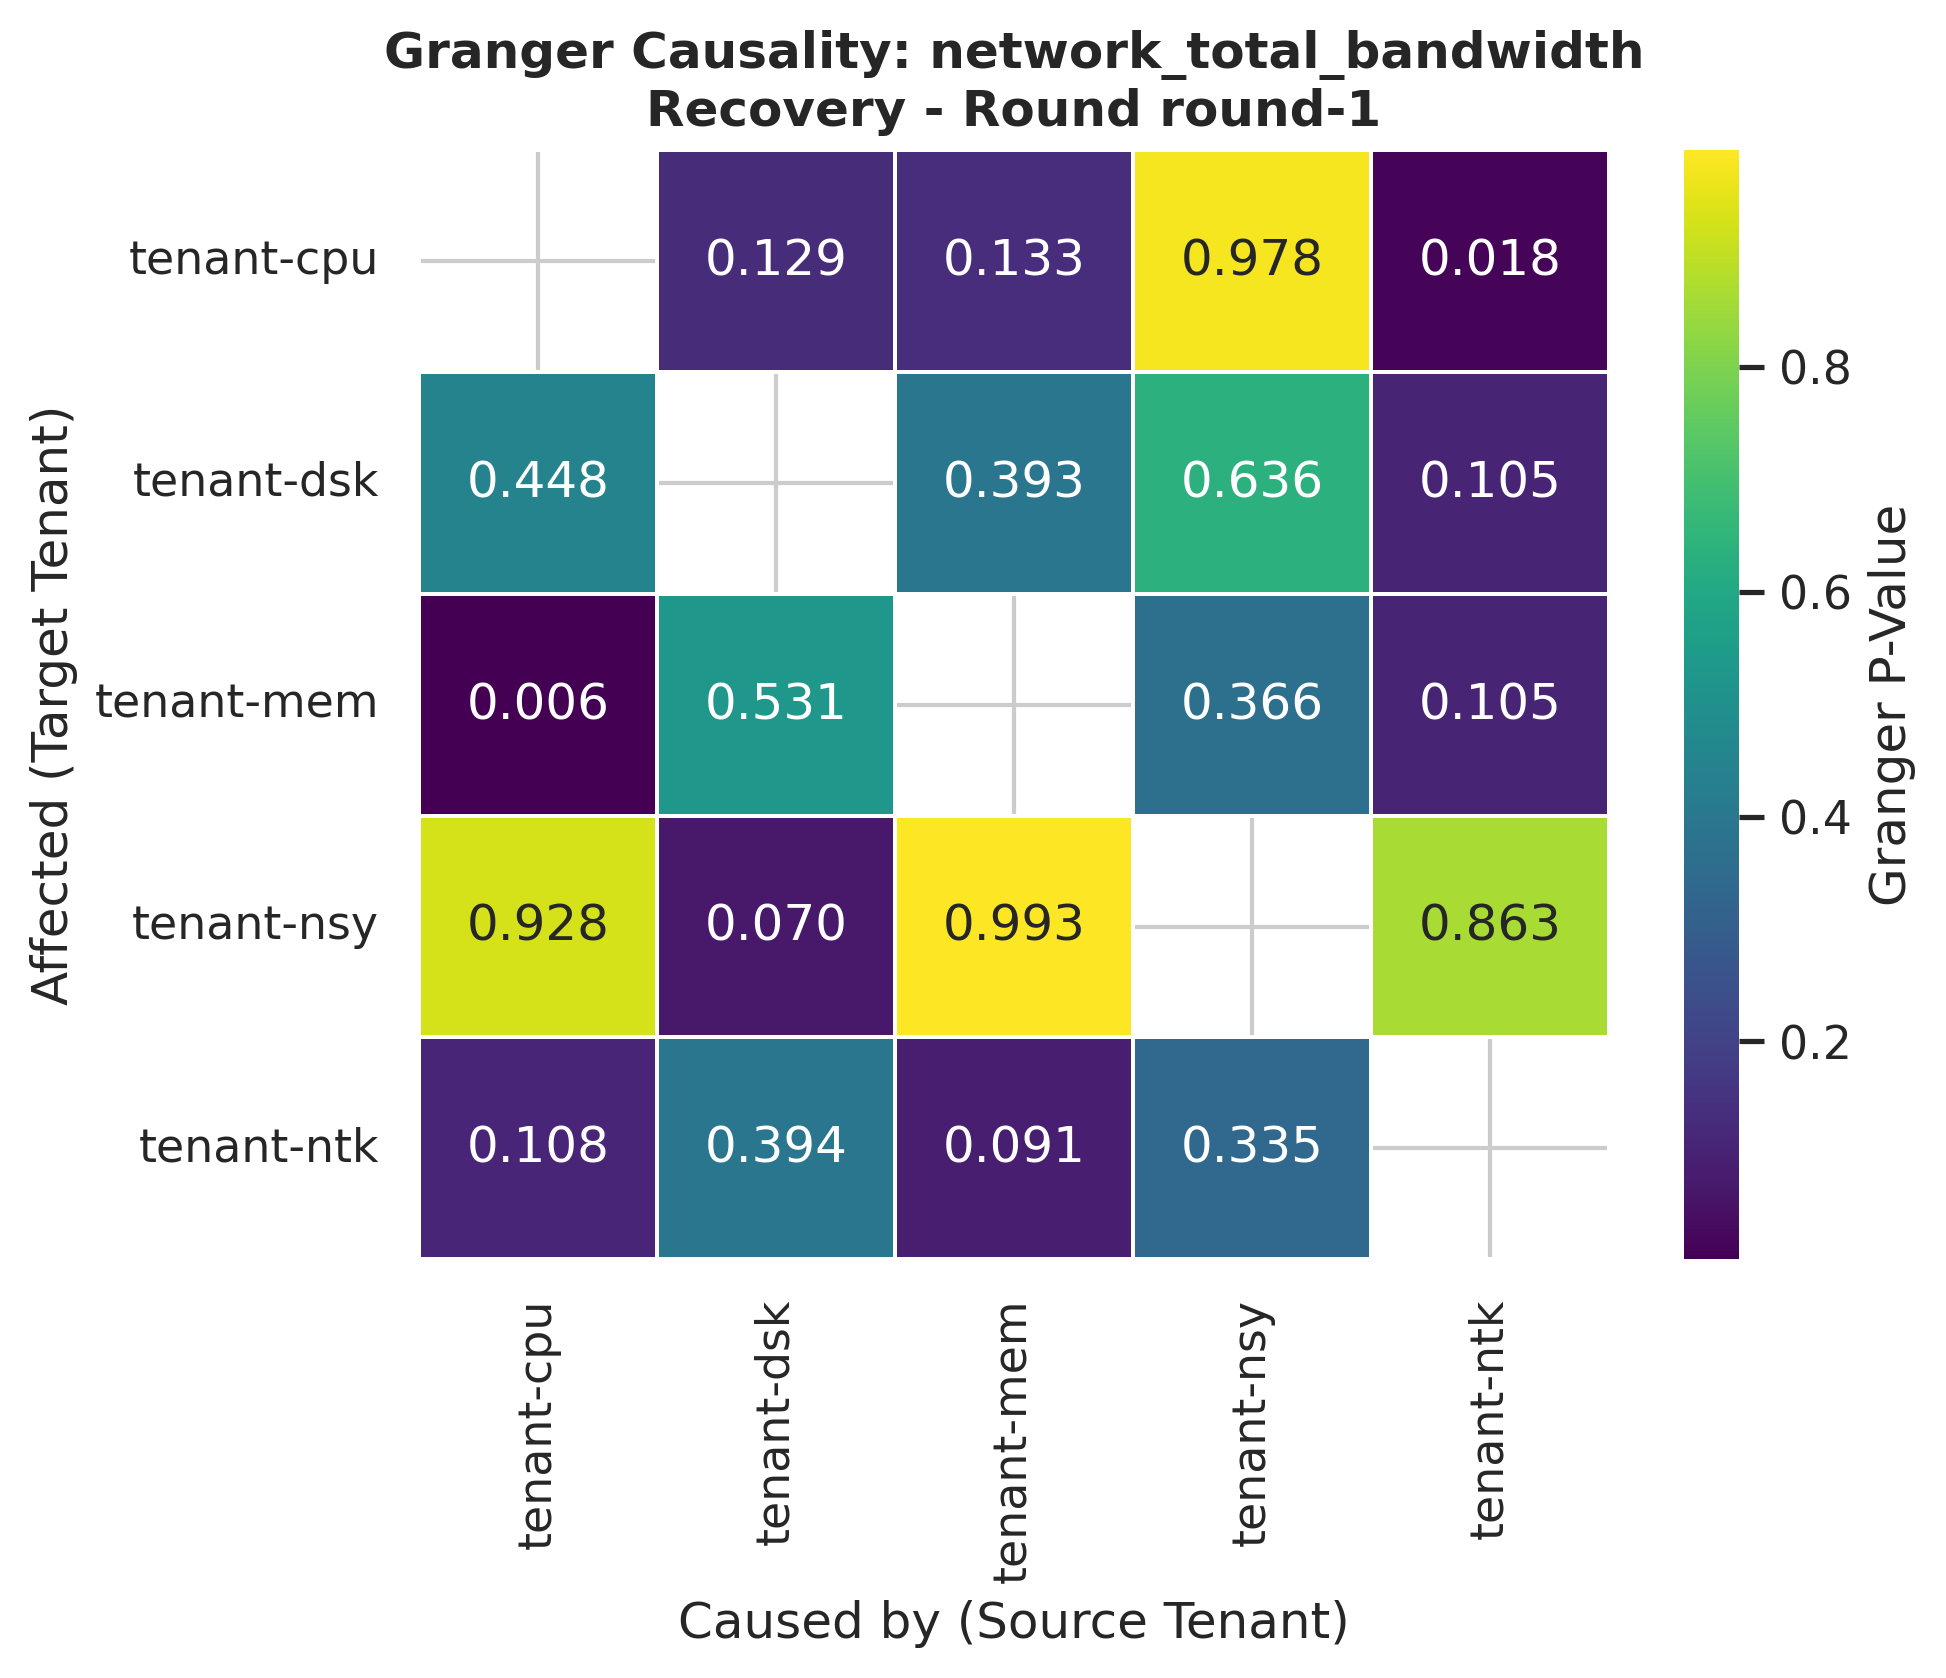 Granger Causality: network_total_bandwidth
Recovery - Round round-1
tenant-cpu 0.129 0.133 0.978 0.018
tenant-dsk 0.448 0.393 0.636 0.105
tenant-mem 0.006 0.531 0.366 0.105
tenant-nsy 0.928 0.070 0.993 0.863
tenant-ntk 0.108 0.394 0.091 0.335
Affected (Target Tenant)
tenant-cpu
tenant-dsk
tenant-mem
tenant-nsy
tenant-ntk
Caused by (Source Tenant)
0.8
0.6
0.4
0.2
Granger P-Value